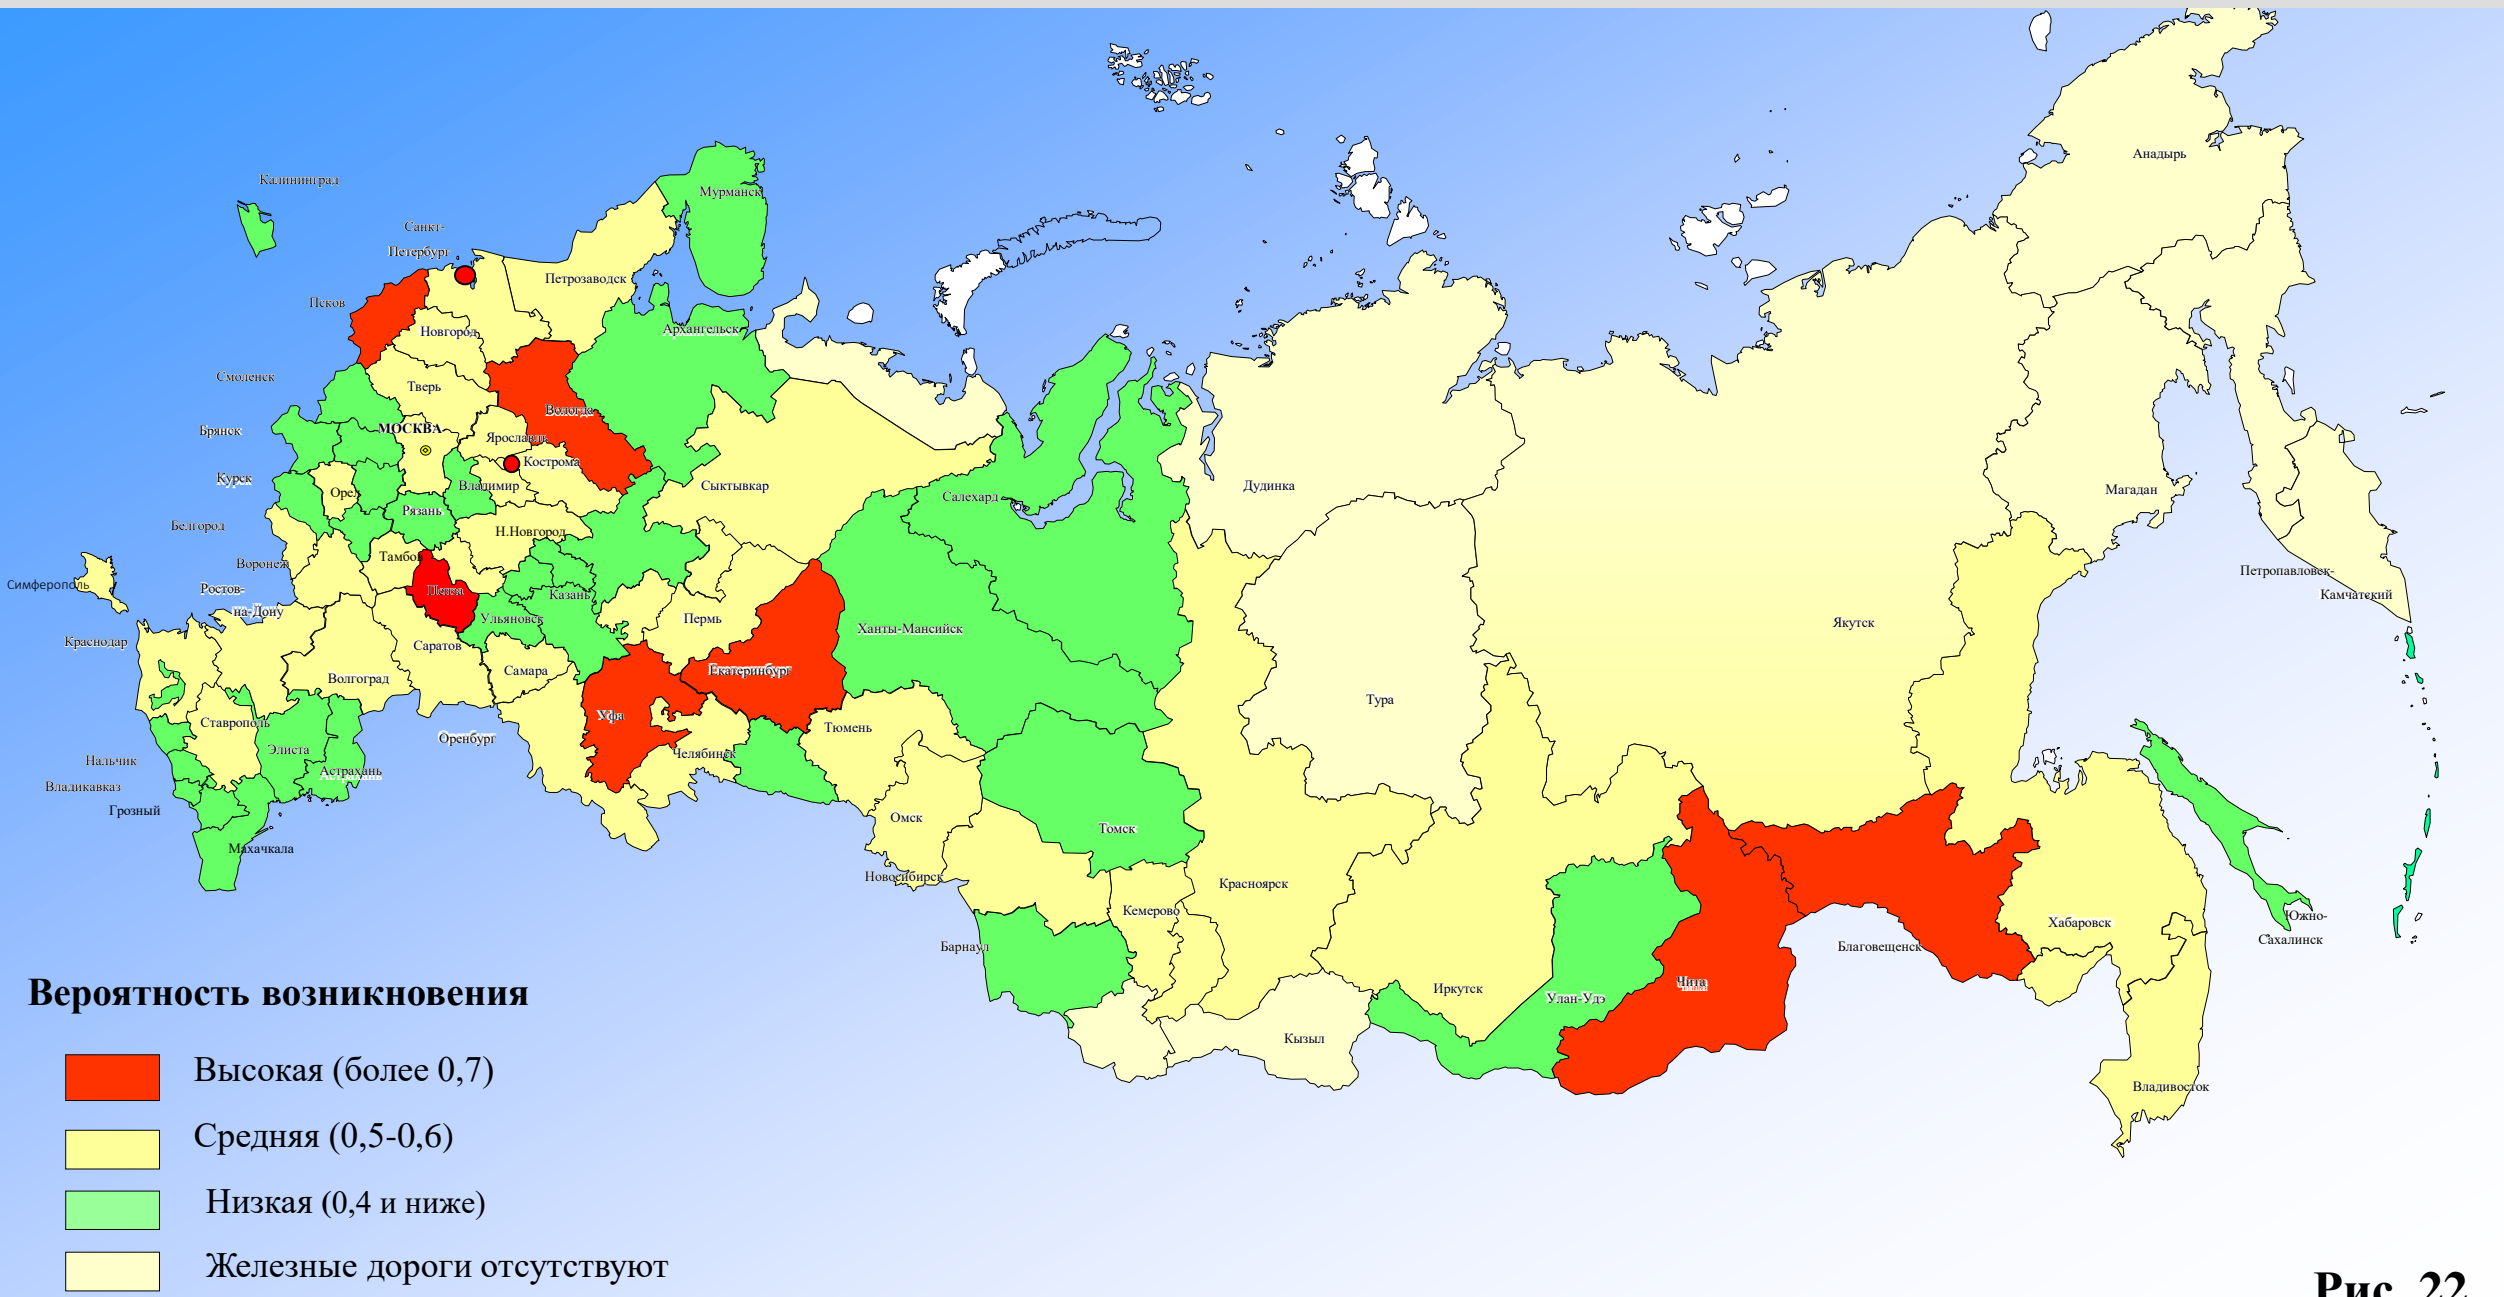 Калининград
Санкт-
Петербург
Мурманск
Петрозаводск
Псков
Новгород
Архангельск
Анадырь
Смоленск
Тверь
Вологда
МОСКВА
Брянск
Ярославль
Кострома
Курск
Орел
Владимир
Сыктывкар
Салехард
Дудинка
Магадан
Рязань
Белгород
Н.Новгород
Тамбов
Воронеж
Симферополь
Ростов-
на-Дону
Пенза
Казань
Петропавловск-
Камчатский
Краснодар
Ульяновск
Пермь
Ханты-Мансийск
Якутск
Саратов
Волгоград
Самара
Екатеринбург
Тура
Ставрополь
Уфа
Тюмень
Элиста
Оренбург
Челябинск
Нальчик
Астрахань
Владикавказ
Грозный
Махачкала
Омск
Томск
Новосибирск
Красноярск
Кемерово
Барнаул
Хабаровск
Южно-
Сахалинск
Благовещенск
Иркутск
Улан-Удэ
Чита
Кызыл
Владивосток
Вероятность возникновения
Высокая (более 0,7)
Средняя (0,5-0,6)
Низкая (0,4 и ниже)
Железные дороги отсутствуют
Рис. 22